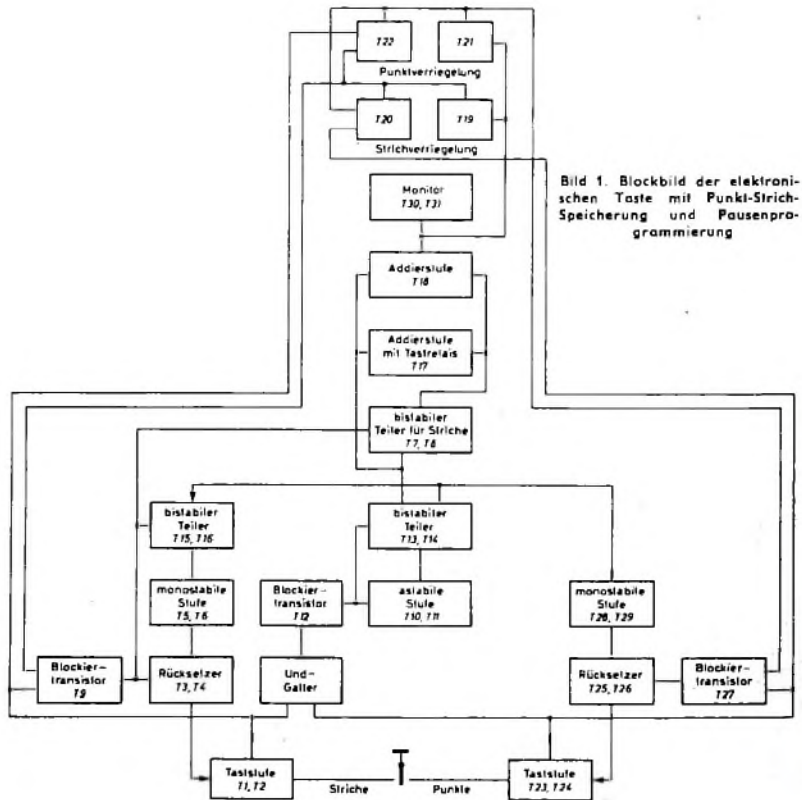 T22
T21
Punktverriegelung
T20
T19
Strichverriegelung
Bild 1. Blockbild der elektroni-
schen Taste mit Punkt-Strich-
Speicherung und Pausenpro-
grammierung
Monitor
T30, T31
Addierstufe
T18
Addierstufe
mit Tastrelais
T17
bistabiler
Teiler für Striche
T7, T8
bistabiler
Teiler
T15, T16
bistabiler
Teiler
T13, T14
monostabile
Stufe
T5, T6
Blockier-
transistor
T12
astabile
Stufe
T10, T11
monostabile
Stufe
T28, T29
Blockier-
transistor
T9
Rücksetzer
T3, T4
Und-
Gatter
Rücksetzer
T25, T26
Blockier-
transistor
T27
Taststufe
T1, T2
Striche
Punkte
Taststufe
T23, T24